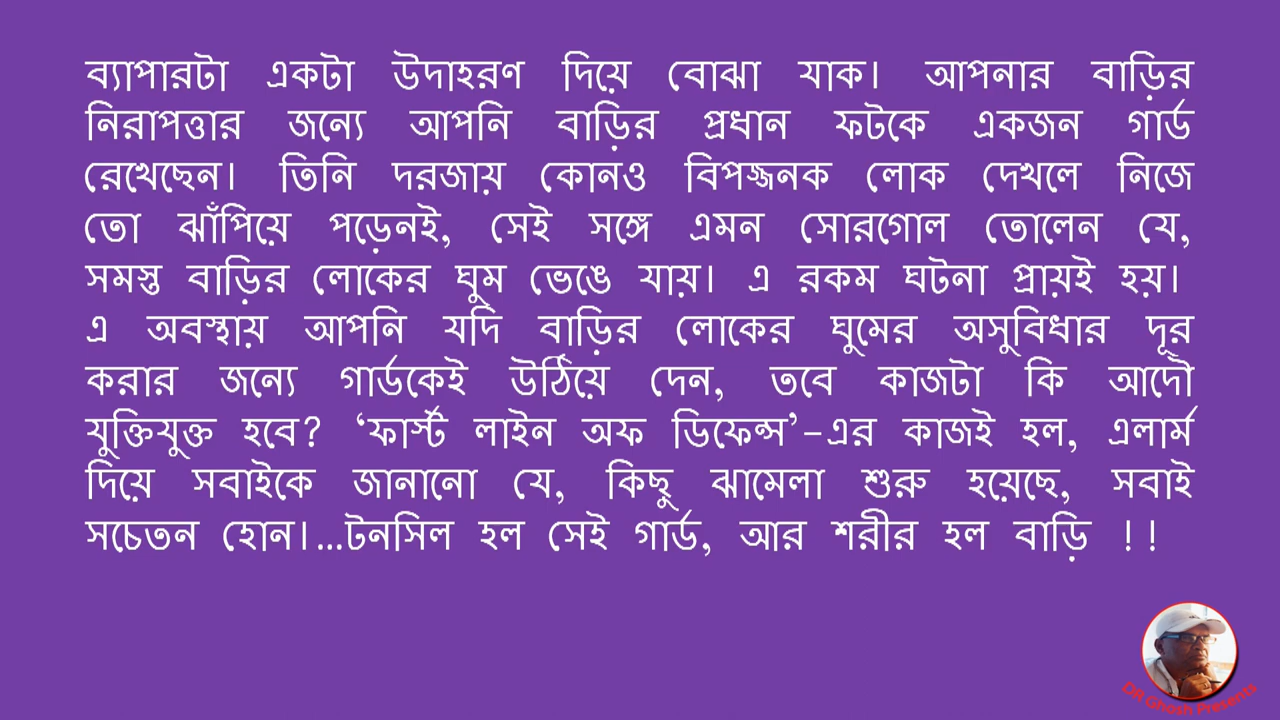 ব্যাপারটা একটা উদাহরণ দিয়ে বোঝা যাক। আপনার বাড়ির
নিরাপত্তার জন্যে আপনি বাড়ির প্রধান ফটকে একজন গার্ড
রেখেছেন। তিনি দরজায় কোনও বিপজ্জনক লোক দেখলে নিজে
তো ঝাঁপিয়ে পড়েনই, সেই সঙ্গে এমন সোরগোল তোলেন যে,
সমস্ত বাড়ির লোকের ঘুম ভেঙে যায়। এ রকম ঘটনা প্রায়ই হয়।
এ অবস্থায় আপনি যদি বাড়ির লোকের ঘুমের অসুবিধার দূর
করার জন্যে গার্ডকেই উঠিয়ে দেন, তবে কাজটা কি আদৌ
যুক্তিযুক্ত হবে? ‘ফার্স্ট লাইন অফ ডিফেন্স’-এর কাজই হল, এলার্ম
দিয়ে সবাইকে জানানো যে, কিছু ঝামেলা শুরু হয়েছে, সবাই
সচেতন হোন।...টনসিল হল সেই গার্ড, আর শরীর হল বাড়ি !!
DR Ghosh Presents